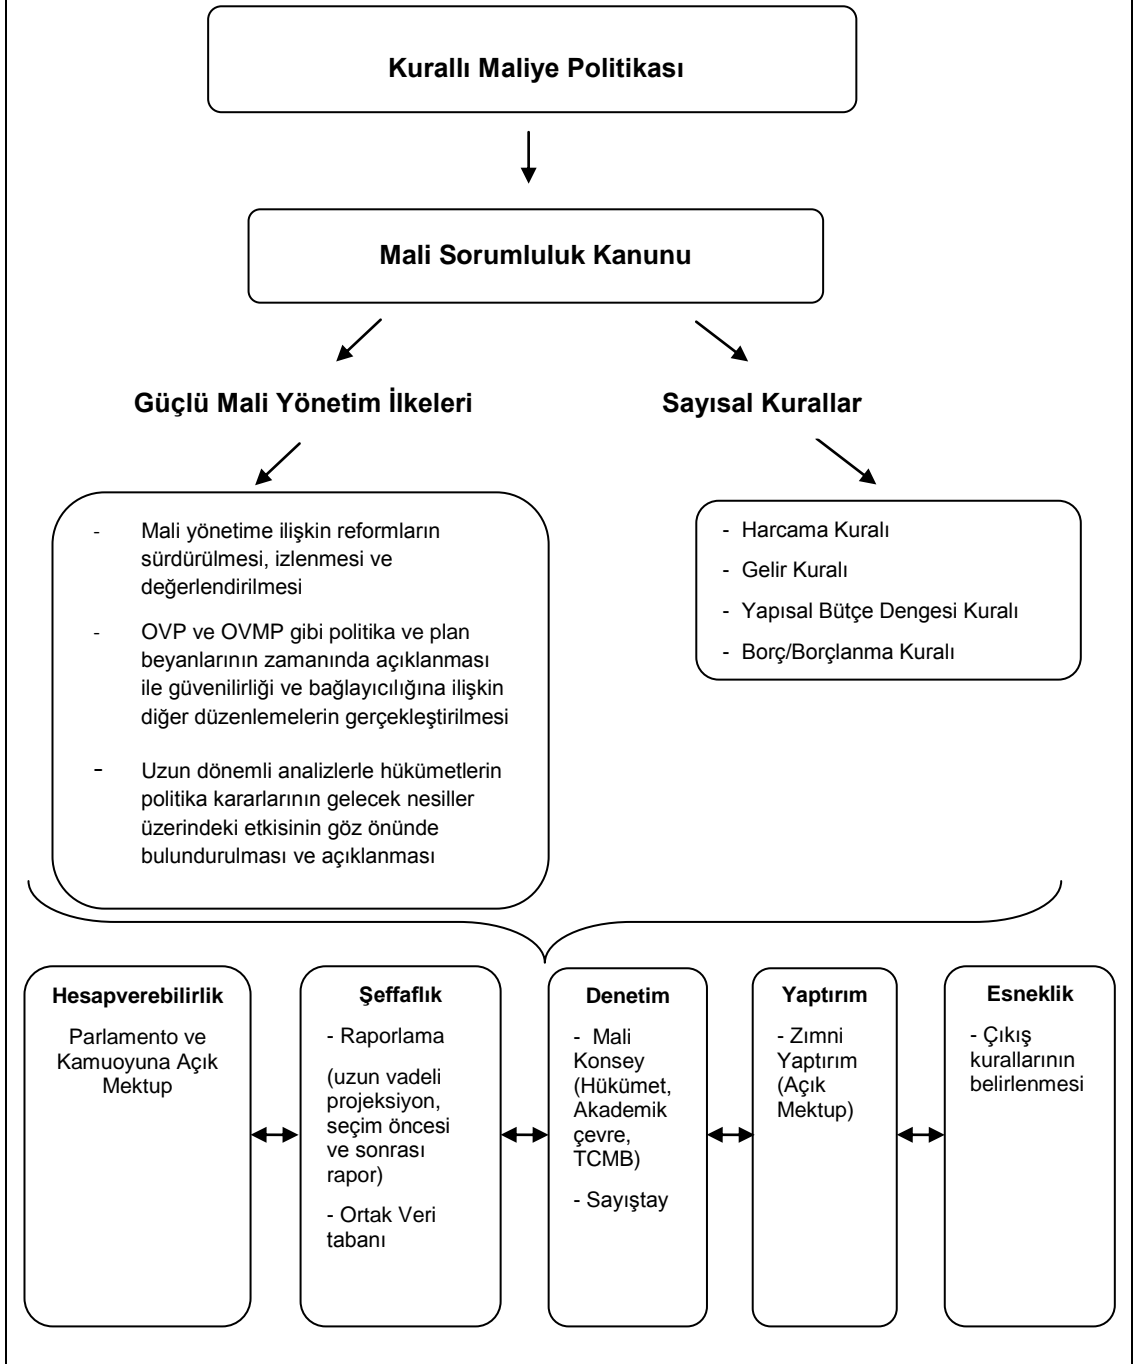 Kurallı Maliye Politikası
Mali Sorumluluk Kanunu
Güçlü Mali Yönetim İlkeleri
Sayısal Kurallar
- Mali yönetime ilişkin reformların
sürdürülmesi, izlenmesi ve
değerlendirilmesi
- OVP ve OVMP gibi politika ve plan
beyanlarının zamanında açıklanması
ile güvenilirliği ve bağlayıcılığına ilişkin
diğer düzenlemelerin gerçekleştirilmesi
- Uzun dönemli analizlerle hükümetlerin
politika kararlarının gelecek nesiller
üzerindeki etkisinin göz önünde
bulundurulması ve açıklanması
- Harcama Kuralı
- Gelir Kuralı
- Yapısal Bütçe Dengesi Kuralı
- Borç/Borçlanma Kuralı
Hesapverebilirlik
Parlamento ve
Kamuoyuna Açık
Mektup
Şeffaflık
- Raporlama
(uzun vadeli
projeksiyon,
seçim öncesi
ve sonrası
rapor)
- Ortak Veri
tabanı
Denetim
- Mali
Konsey
(Hükümet,
Akademik
çevre,
TCMB)
- Sayıştay
Yaptırım
- Zımni
Yaptırım
(Açık
Mektup)
Esneklik
- Çıkış
kurallarının
belirlenmesi